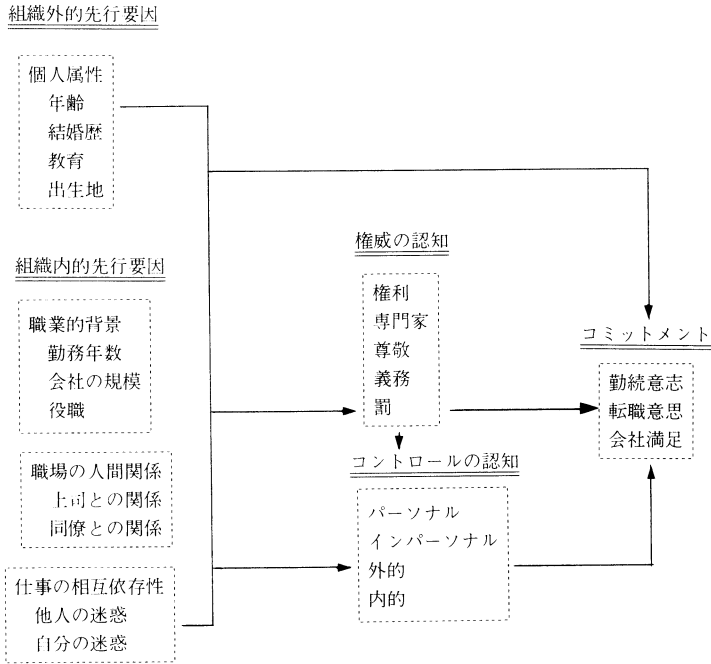 組織外的先行要因
個人属性
年齢
結婚歴
教育
出生地
組織内的先行要因
職業的背景
勤務年数
会社の規模
役職
職場の人間関係
上司との関係
同僚との関係
仕事の相互依存性
他人の迷惑
自分の迷惑
権威の認知
権利
専門家
尊敬
義務
罰
コントロールの認知
パーソナル
インパーソナル
外的
内的
コミットメント
勤続意志
転職意思
会社満足